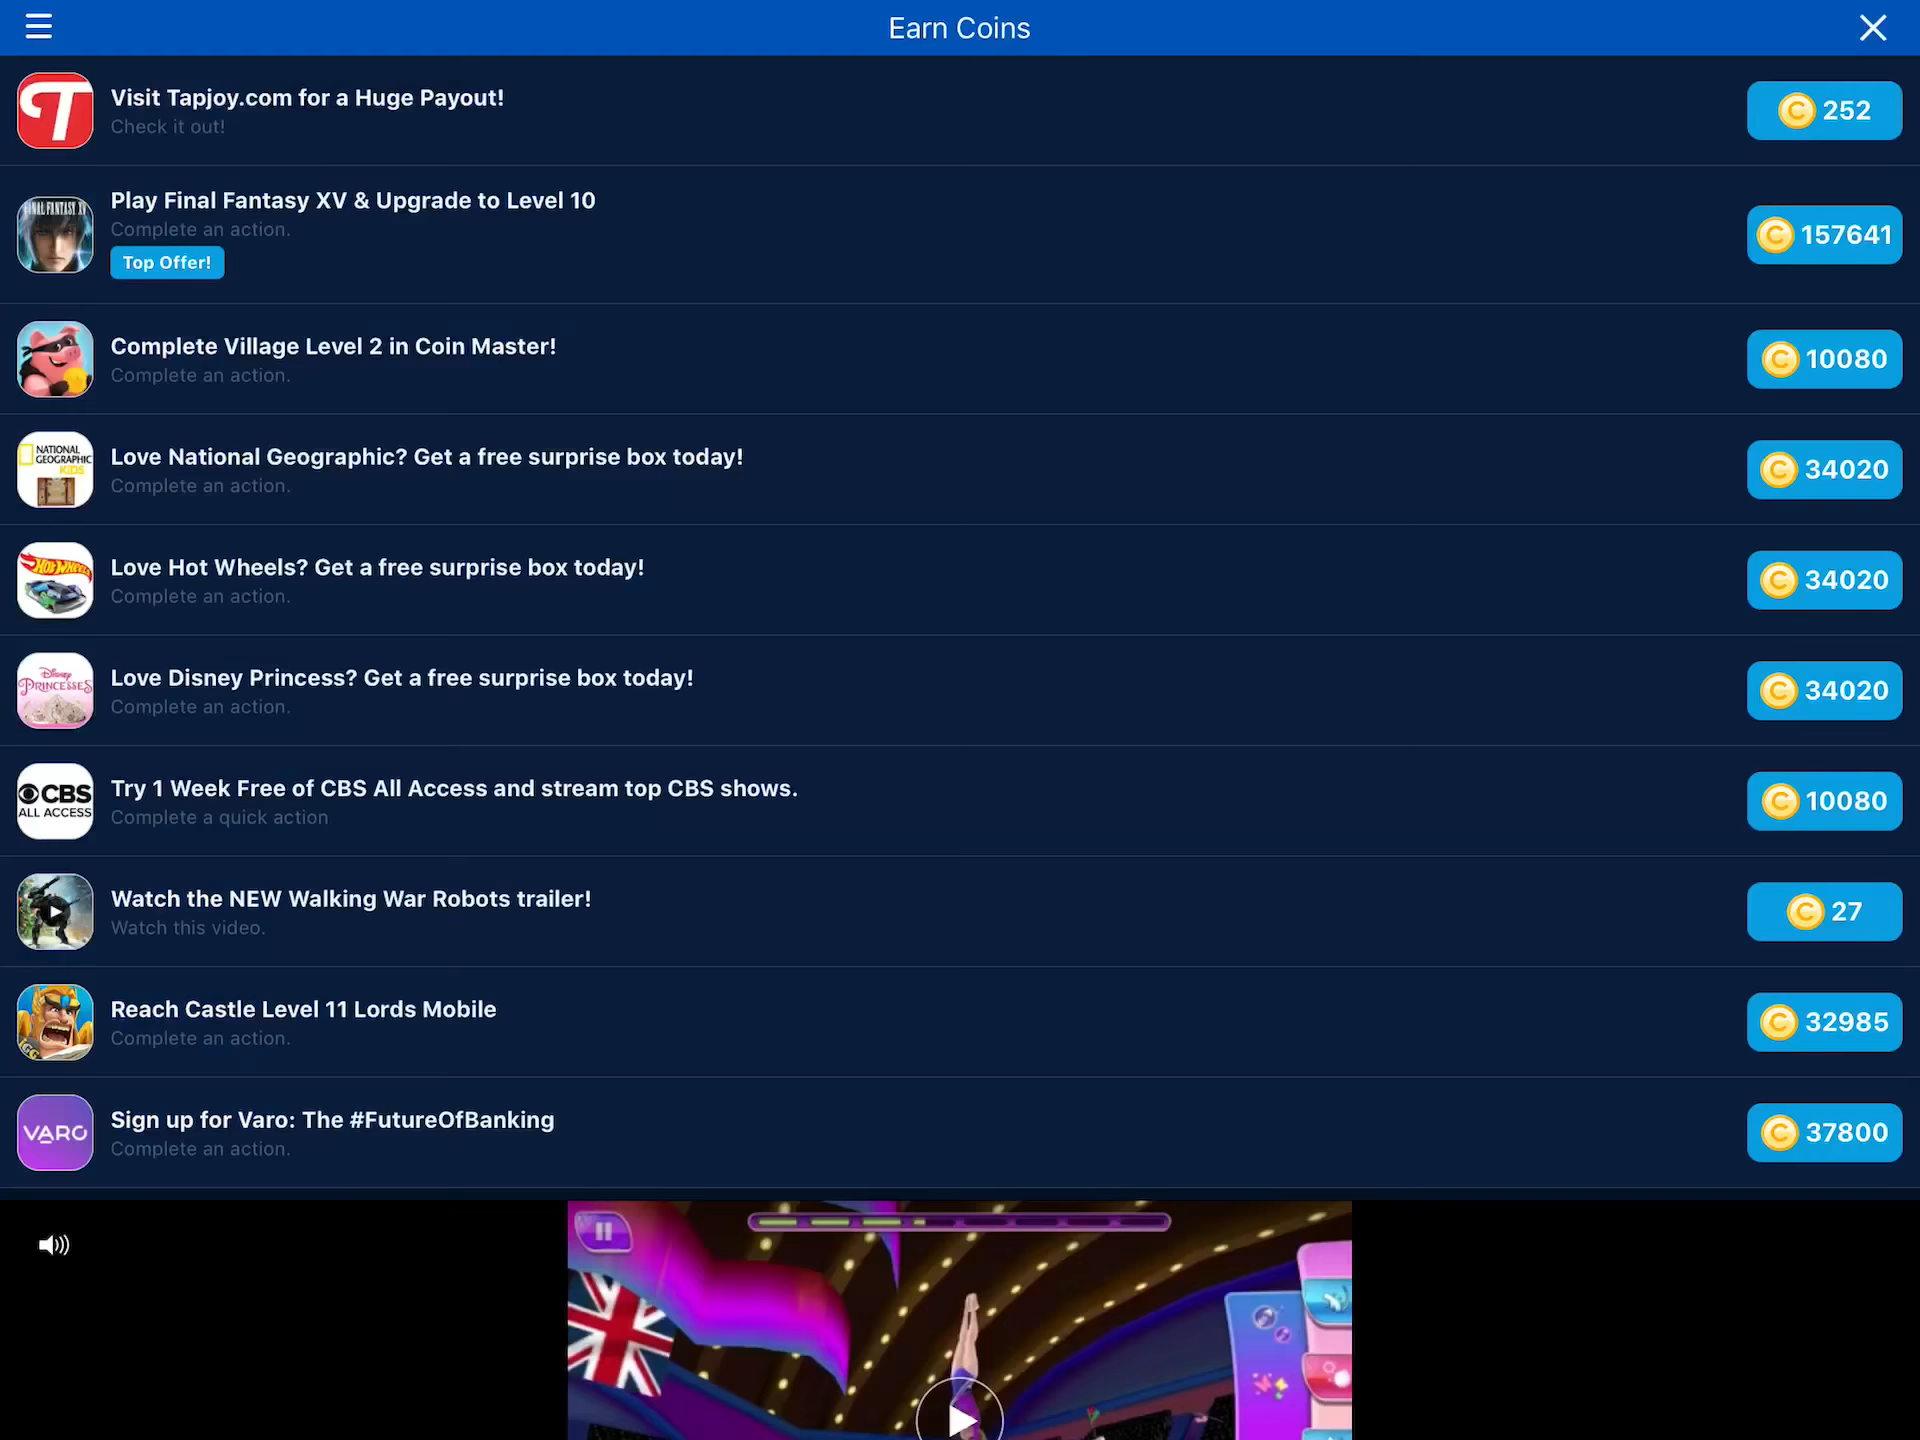 Earn Coins
Visit Tapjoy.com for a Huge Payout!
Check it out!
252
FINAL FANTASY XV
Play Final Fantasy XV & Upgrade to Level 10
Complete an action.
Top Offer!
157641
Complete Village Level 2 in Coin Master!
Complete an action.
10080
NATIONAL
GEOGRAPHIC
KIDS
Love National Geographic? Get a free surprise box today!
Complete an action.
34020
HOT WHEELS
Love Hot Wheels? Get a free surprise box today!
Complete an action.
34020
Disney
PRINCESSES
Love Disney Princess? Get a free surprise box today!
Complete an action.
34020
CBS
ALL ACCESS
Try 1 Week Free of CBS All Access and stream top CBS shows.
Complete a quick action
10080
Watch the NEW Walking War Robots trailer!
Watch this video.
27
IGG
Reach Castle Level 11 Lords Mobile
Complete an action.
32985
VARO
Sign up for Varo: The #FutureOfBanking
Complete an action.
37800